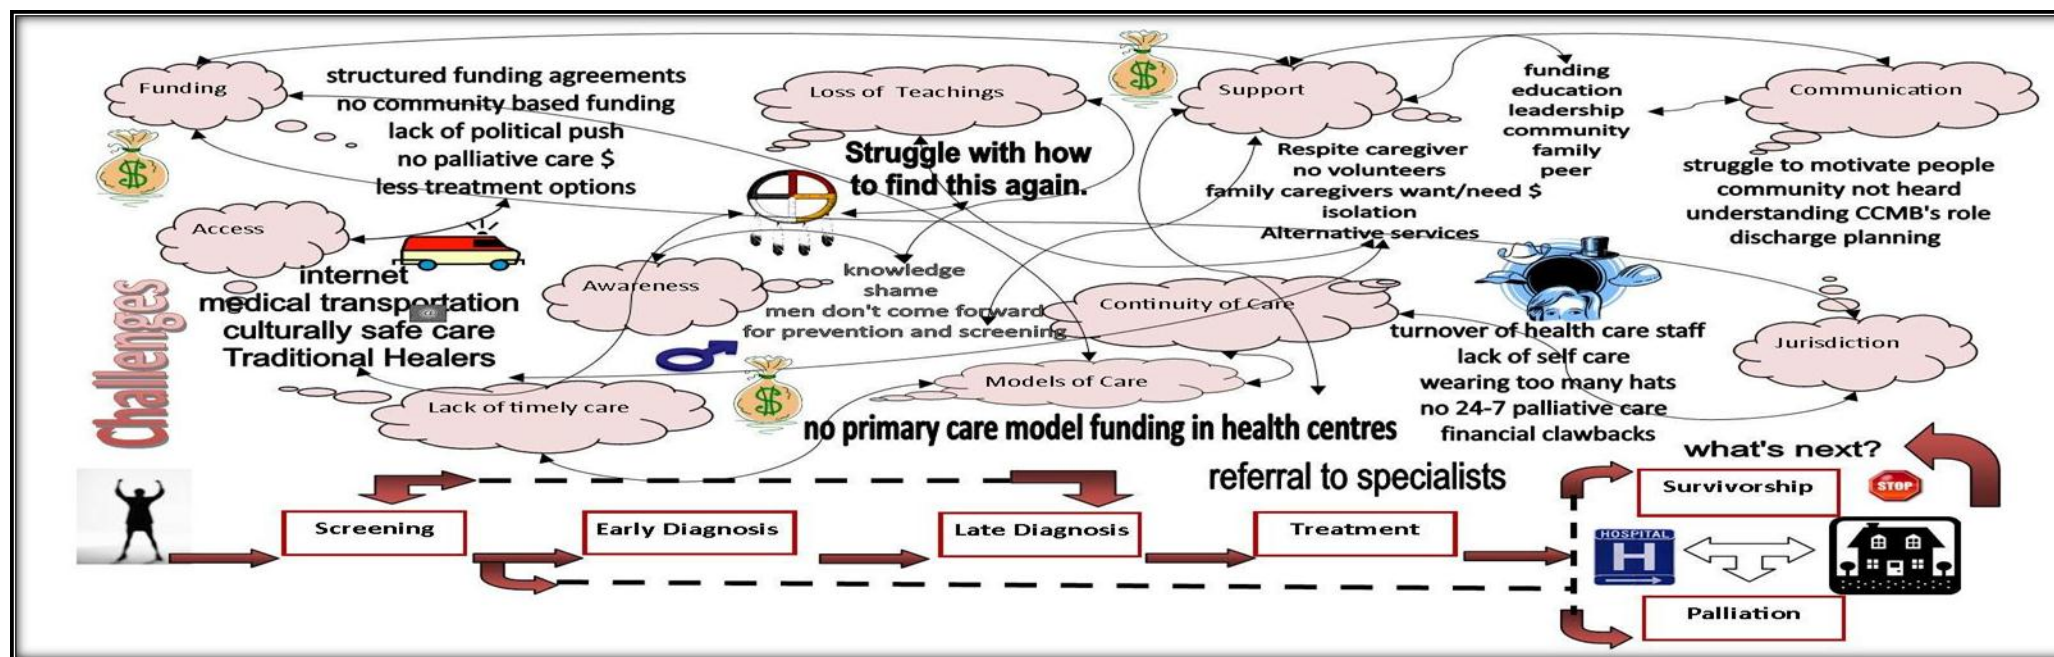 Funding
structured funding agreements
no community based funding
lack of political push
no palliative care $
less treatment options
$
Loss of Teachings
Struggle with how
to find this again.
$
Support
Respite caregiver
no volunteers
family caregivers want/need $
isolation
Alternative services
funding
education
leadership
community
family
peer
Communication
struggle to motivate people
community not heard
understanding CCMB's role
discharge planning
Access
internet
medical transportation
@
culturally safe care
Traditional Healers
Awareness
knowledge
shame
men don't come forward
for prevention and screening
Continuity of Care
turnover of health care staff
lack of self care
wearing too many hats
no 24-7 palliative care
financial clawbacks
Jurisdiction
Challenges
Lack of timely care
$
Models of Care
no primary care model funding in health centres
referral to specialists
what's next?
Screening
Early Diagnosis
Late Diagnosis
Treatment
Survivorship
STOP
HOSPITAL
H
Palliation